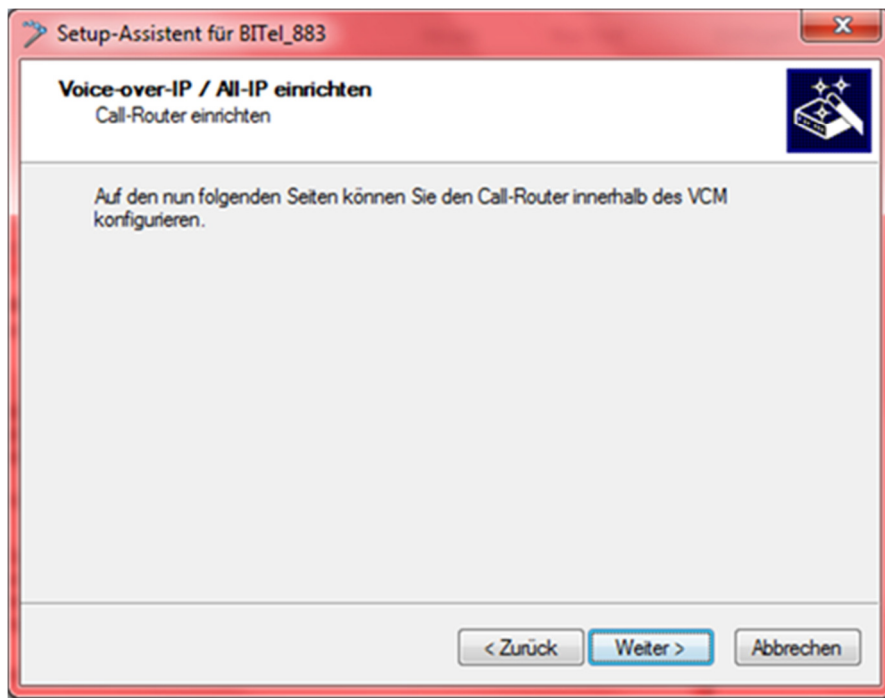 Setup-Assistent für BITel_883
Voice-over-IP / All-IP einrichten
Call-Router einrichten
Auf den nun folgenden Seiten können Sie den Call-Router innerhalb des VCM
konfigurieren.
< Zurück
Weiter >
Abbrechen